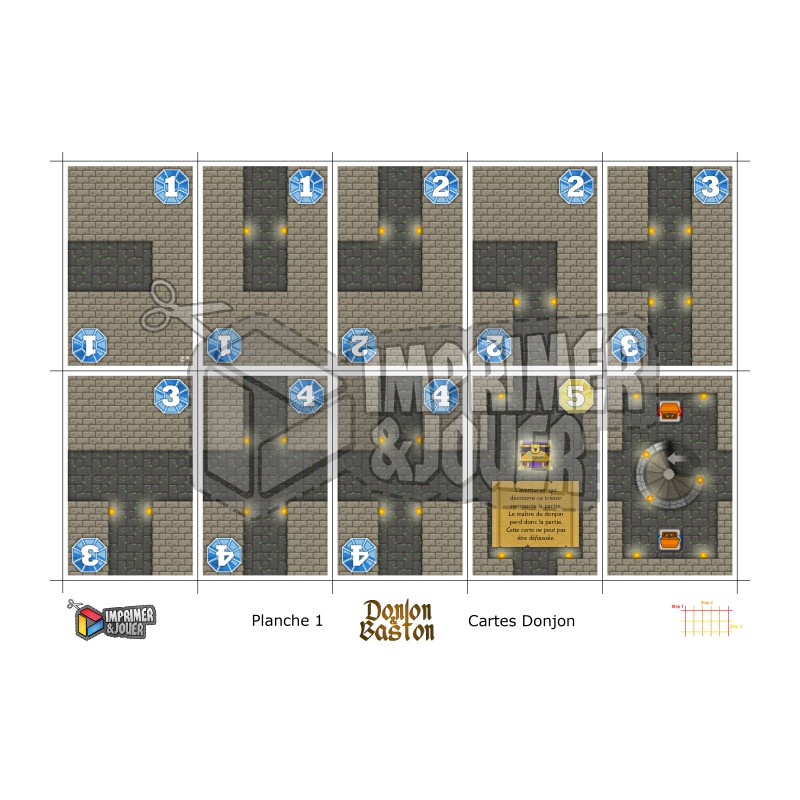 1
1
2
2
3
1
1
2
2
3
3
4
4
5
L'aventurier qui
découvre ce trésor
remporte la partie.
Le maître du donjon
perd donc la partie.
Cette carte ne peut pas
être défaussée.
3
4
4
IMPRIMER
&JOUER
IMPRIMER
&JOUER
Planche 1
Donjon
&
Baston
Cartes Donjon
Step 1
Step 2
Step 3